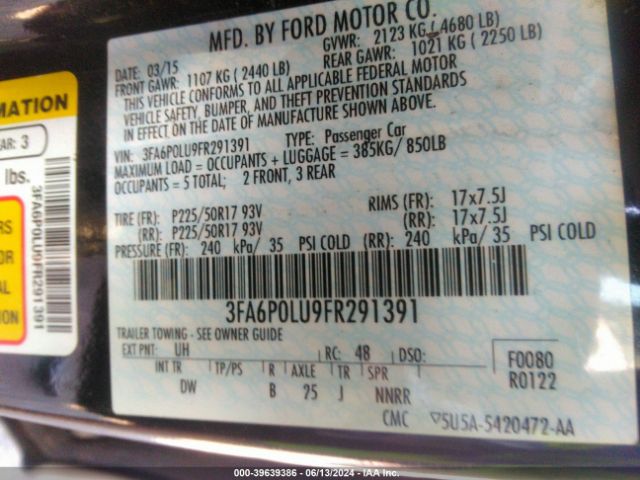 MFD. BY FORD MOTOR CO.
DATE: 03/15
GVWR: 2123 KG ( 4680 LB)
FRONT GAWR: 1107 KG ( 2440 LB)
REAR GAWR: 1021 KG ( 2250 LB)
THIS VEHICLE CONFORMS TO ALL APPLICABLE FEDERAL MOTOR
VEHICLE SAFETY, BUMPER, AND THEFT PREVENTION STANDARDS
IN EFFECT ON THE DATE OF MANUFACTURE SHOWN ABOVE.
VIN: 3FA6P0LU9FR291391
TYPE: Passenger Car
MAXIMUM LOAD = OCCUPANTS + LUGGAGE = 385KG/ 850LB
OCCUPANTS = 5 TOTAL; 2 FRONT, 3 REAR
TIRE (FR): P225/50R17 93V RIMS (FR): 17x7.5J
(RR): P225/50R17 93V (RR): 17x7.5J
PRESSURE (FR): 240 kPa/ 35 PSI COLD (RR): 240 kPa/ 35 PSI COLD
3FA6P0LU9FR291391
TRAILER TOWING - SEE OWNER GUIDE
EXT PNT: UH RC: 48 DSO:
INT TR TP/PS R AXLE TR SPR
DW B 25 J NNRR
F0080
R0122
CMC 5U5A-5420472-AA
RMATION
AR: 3
lbs.
RS
OR
AL
ON
3FA6P0LU9FR291391
000-39639386 - 06/13/2024 - IAAI.COM